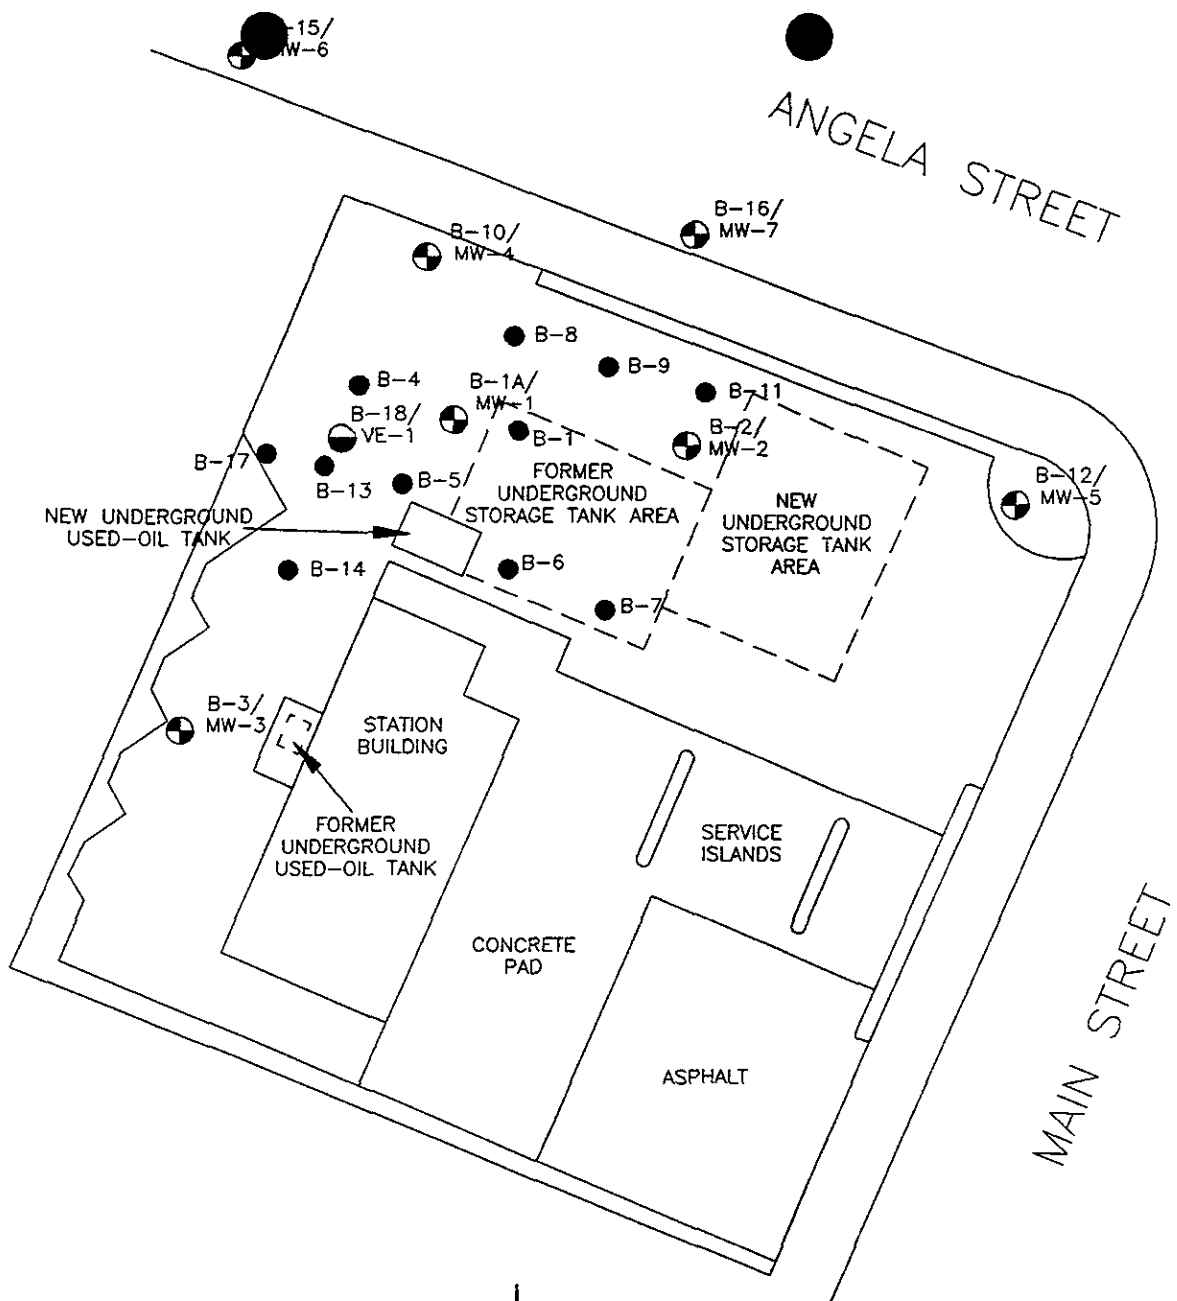 -15/
W-6
ANGELA STREET
B-16/
MW-7
B-10/
MW-4
B-8
B-9
B-4
B-1A/
MW-1
B-11
B-18/
VE-1
B-1
B-2/
MW-2
B-17
B-13
B-5
FORMER
UNDERGROUND
STORAGE TANK AREA
NEW
UNDERGROUND
STORAGE TANK
AREA
B-12/
MW-5
NEW UNDERGROUND
USED-OIL TANK
B-14
B-6
B-7
B-3/
MW-3
STATION
BUILDING
FORMER
UNDERGROUND
USED-OIL TANK
SERVICE
ISLANDS
CONCRETE
PAD
ASPHALT
MAIN STREET